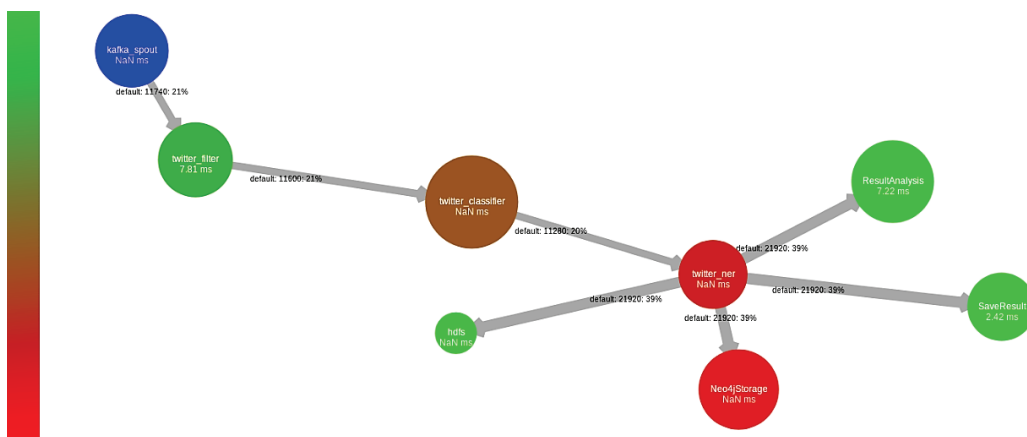 kafka_spout
NaN ms
default: 11740: 21%
twitter_filter
7.81 ms
default: 11600: 21%
twitter_classifier
NaN ms
default: 11280: 20%
twitter_ner
NaN ms
default: 21920: 39%
ResultAnalysis
7.22 ms
default: 21920: 39%
SaveResult
2.42 ms
default: 21920: 39%
hdfs
NaN ms
default: 21920: 39%
Neo4jStorage
NaN ms